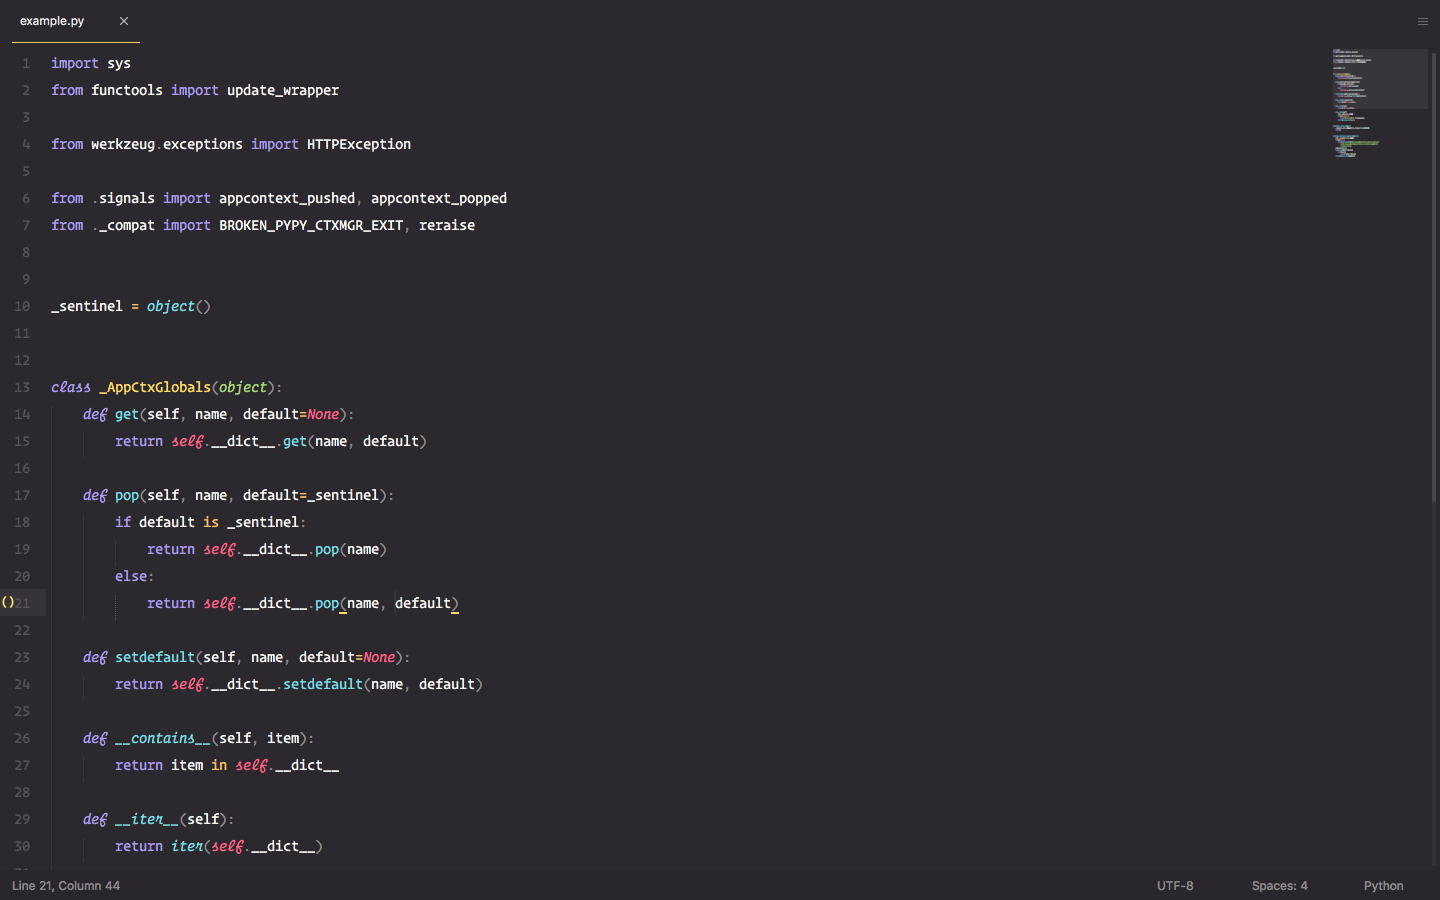 example.py ×
1 import sys
2 from functools import update_wrapper
3
4 from werkzeug.exceptions import HTTPException
5
6 from .signals import appcontext_pushed, appcontext_popped
7 from ._compat import BROKEN_PYPY_CTXMGR_EXIT, reraise
8
9
10 _sentinel = object()
11
12
13 class _AppCtxGlobals(object):
14     def get(self, name, default=None):
15         return self.__dict__.get(name, default)
16
17     def pop(self, name, default=_sentinel):
18         if default is _sentinel:
19             return self.__dict__.pop(name)
20         else:
()21             return self.__dict__.pop(name, default)
22
23     def setdefault(self, name, default=None):
24         return self.__dict__.setdefault(name, default)
25
26     def __contains__(self, item):
27         return item in self.__dict__
28
29     def __iter__(self):
30         return iter(self.__dict__)
Line 21, Column 44 UTF-8 Spaces: 4 Python